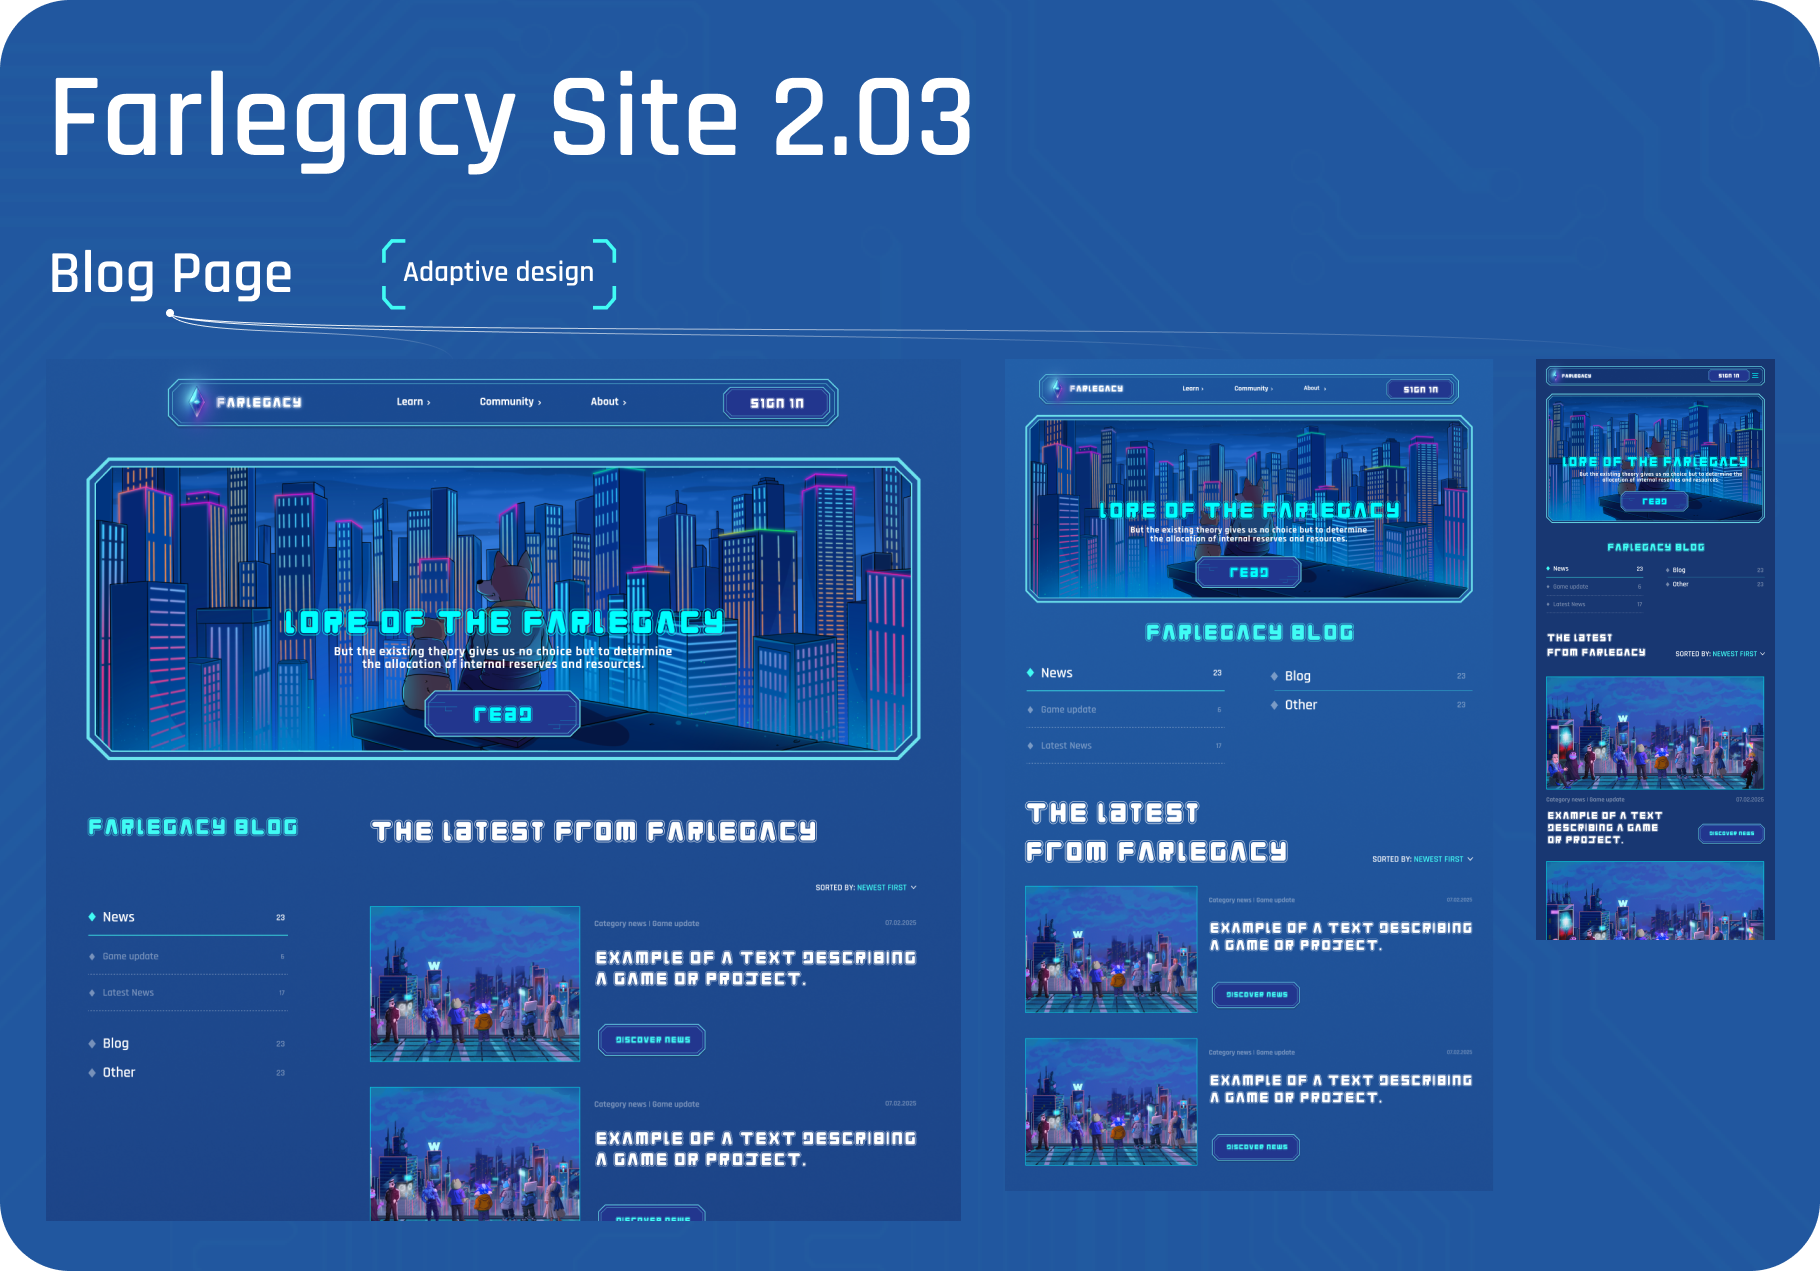 Farlegacy Site 2.03
Blog Page
Adaptive design
FARLEGACY
Learn ›
Community ›
About ›
SIGN IN
LORE OF THE FARLEGACY
But the existing theory gives us no choice but to determine
the allocation of internal reserves and resources.
READ
FARLEGACY BLOG
News 23
Game update 6
Latest News 17
Blog 23
Other 23
THE LATEST FROM FARLEGACY
SORTED BY: NEWEST FIRST
W
Category news | Game update 07.02.2025
EXAMPLE OF A TEXT DESCRIBING
A GAME OR PROJECT.
DISCOVER NEWS
W
Category news | Game update 07.02.2025
EXAMPLE OF A TEXT DESCRIBING
A GAME OR PROJECT.
DISCOVER NEWS
FARLEGACY
Learn ›
Community ›
About ›
SIGN IN
LORE OF THE FARLEGACY
But the existing theory gives us no choice but to determine
the allocation of internal reserves and resources.
READ
FARLEGACY BLOG
News 23
Game update 6
Latest News 17
Blog 23
Other 23
THE LATEST
FROM FARLEGACY
SORTED BY: NEWEST FIRST
W
Category news | Game update 07.02.2025
EXAMPLE OF A TEXT DESCRIBING
A GAME OR PROJECT.
DISCOVER NEWS
W
Category news | Game update 07.02.2025
EXAMPLE OF A TEXT DESCRIBING
A GAME OR PROJECT.
DISCOVER NEWS
FARLEGACY
SIGN IN
LORE OF THE FARLEGACY
But the existing theory gives us no choice but to determine the
allocation of internal reserves and resources.
READ
FARLEGACY BLOG
News 23
Game update 6
Latest News 17
Blog 23
Other 23
THE LATEST
FROM FARLEGACY
SORTED BY: NEWEST FIRST
W
Category news | Game update 07.02.2025
EXAMPLE OF A TEXT
DESCRIBING A GAME
OR PROJECT.
DISCOVER NEWS
W